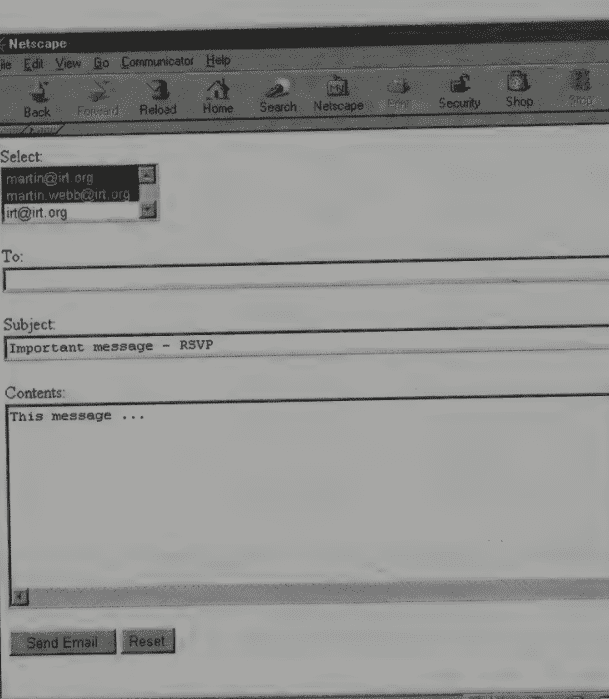 Netscape
ile Edit View Go Communicator Help
Back Forward Reload Home Search Netscape Print Security Shop Stop
Select:
martin@irt.org
martin.webb@irt.org
irt@irt.org
To:
Subject:
Important message - RSVP
Contents:
This message ...
Send Email Reset